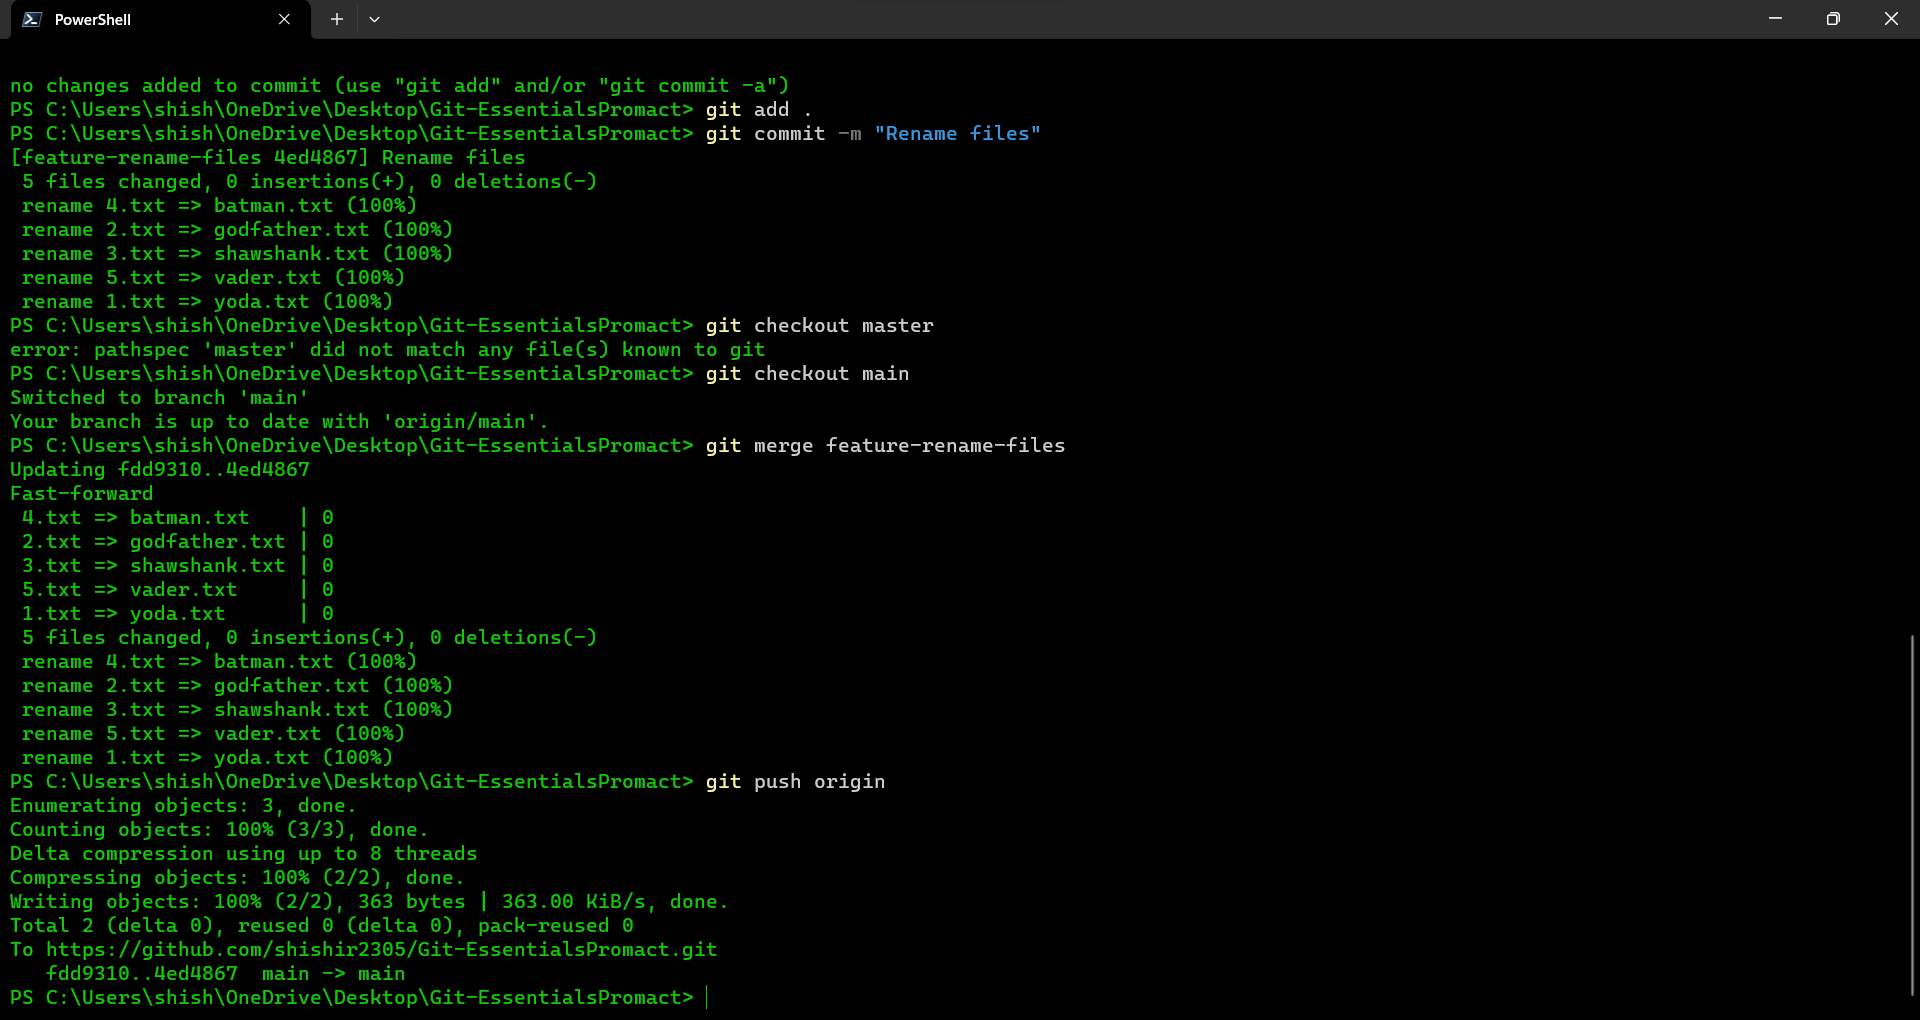 PowerShell
no changes added to commit (use "git add" and/or "git commit -a")
PS C:\Users\shish\OneDrive\Desktop\Git-EssentialsPromact> git add .
PS C:\Users\shish\OneDrive\Desktop\Git-EssentialsPromact> git commit -m "Rename files"
[feature-rename-files 4ed4867] Rename files
 5 files changed, 0 insertions(+), 0 deletions(-)
 rename 4.txt => batman.txt (100%)
 rename 2.txt => godfather.txt (100%)
 rename 3.txt => shawshank.txt (100%)
 rename 5.txt => vader.txt (100%)
 rename 1.txt => yoda.txt (100%)
PS C:\Users\shish\OneDrive\Desktop\Git-EssentialsPromact> git checkout master
error: pathspec 'master' did not match any file(s) known to git
PS C:\Users\shish\OneDrive\Desktop\Git-EssentialsPromact> git checkout main
Switched to branch 'main'
Your branch is up to date with 'origin/main'.
PS C:\Users\shish\OneDrive\Desktop\Git-EssentialsPromact> git merge feature-rename-files
Updating fdd9310..4ed4867
Fast-forward
 4.txt => batman.txt    | 0
 2.txt => godfather.txt | 0
 3.txt => shawshank.txt | 0
 5.txt => vader.txt     | 0
 1.txt => yoda.txt      | 0
 5 files changed, 0 insertions(+), 0 deletions(-)
 rename 4.txt => batman.txt (100%)
 rename 2.txt => godfather.txt (100%)
 rename 3.txt => shawshank.txt (100%)
 rename 5.txt => vader.txt (100%)
 rename 1.txt => yoda.txt (100%)
PS C:\Users\shish\OneDrive\Desktop\Git-EssentialsPromact> git push origin
Enumerating objects: 3, done.
Counting objects: 100% (3/3), done.
Delta compression using up to 8 threads
Compressing objects: 100% (2/2), done.
Writing objects: 100% (2/2), 363 bytes | 363.00 KiB/s, done.
Total 2 (delta 0), reused 0 (delta 0), pack-reused 0
To https://github.com/shishir2305/Git-EssentialsPromact.git
   fdd9310..4ed4867  main -> main
PS C:\Users\shish\OneDrive\Desktop\Git-EssentialsPromact>